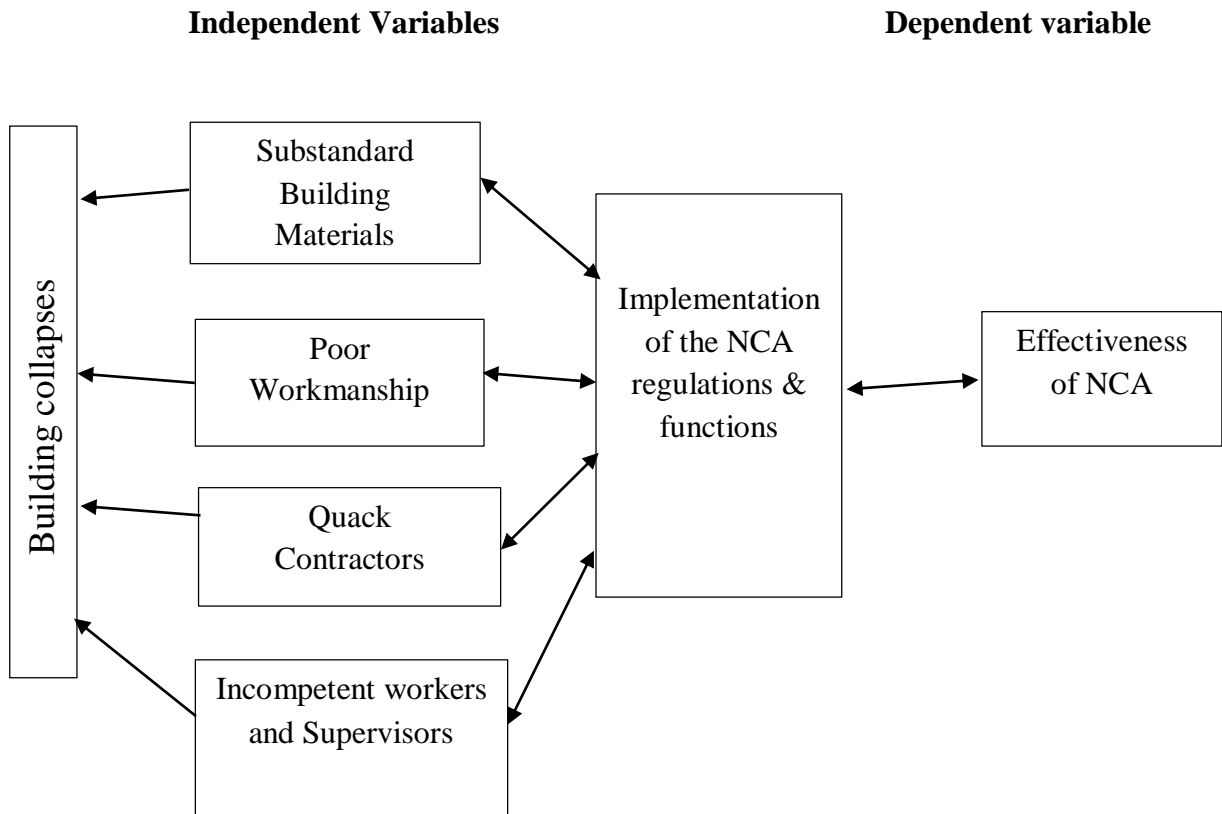 Independent Variables
Dependent variable
Building collapses
Substandard
Building
Materials
Poor
Workmanship
Quack
Contractors
Incompetent workers
and Supervisors
Implementation
of the NCA
regulations &
functions
Effectiveness
of NCA